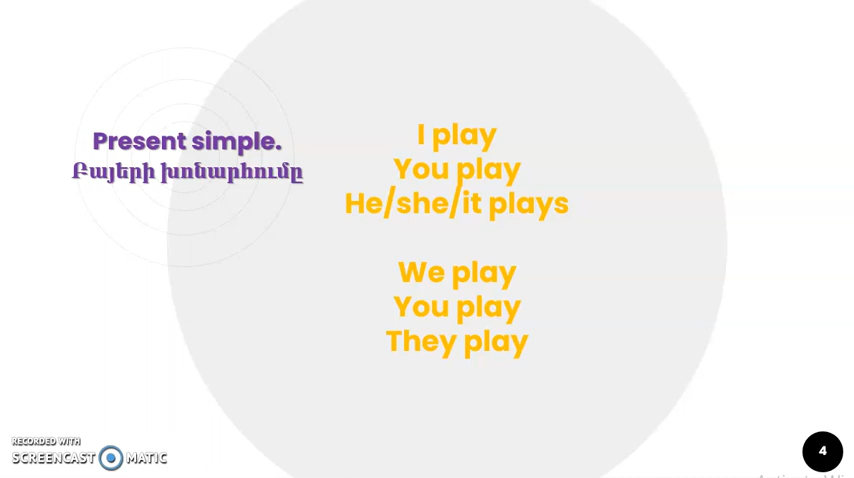 Present simple.
Բայերի խոնարհումը
I play
You play
He/she/it plays
We play
You play
They play
RECORDED WITH
SCREENCAST MATIC
4